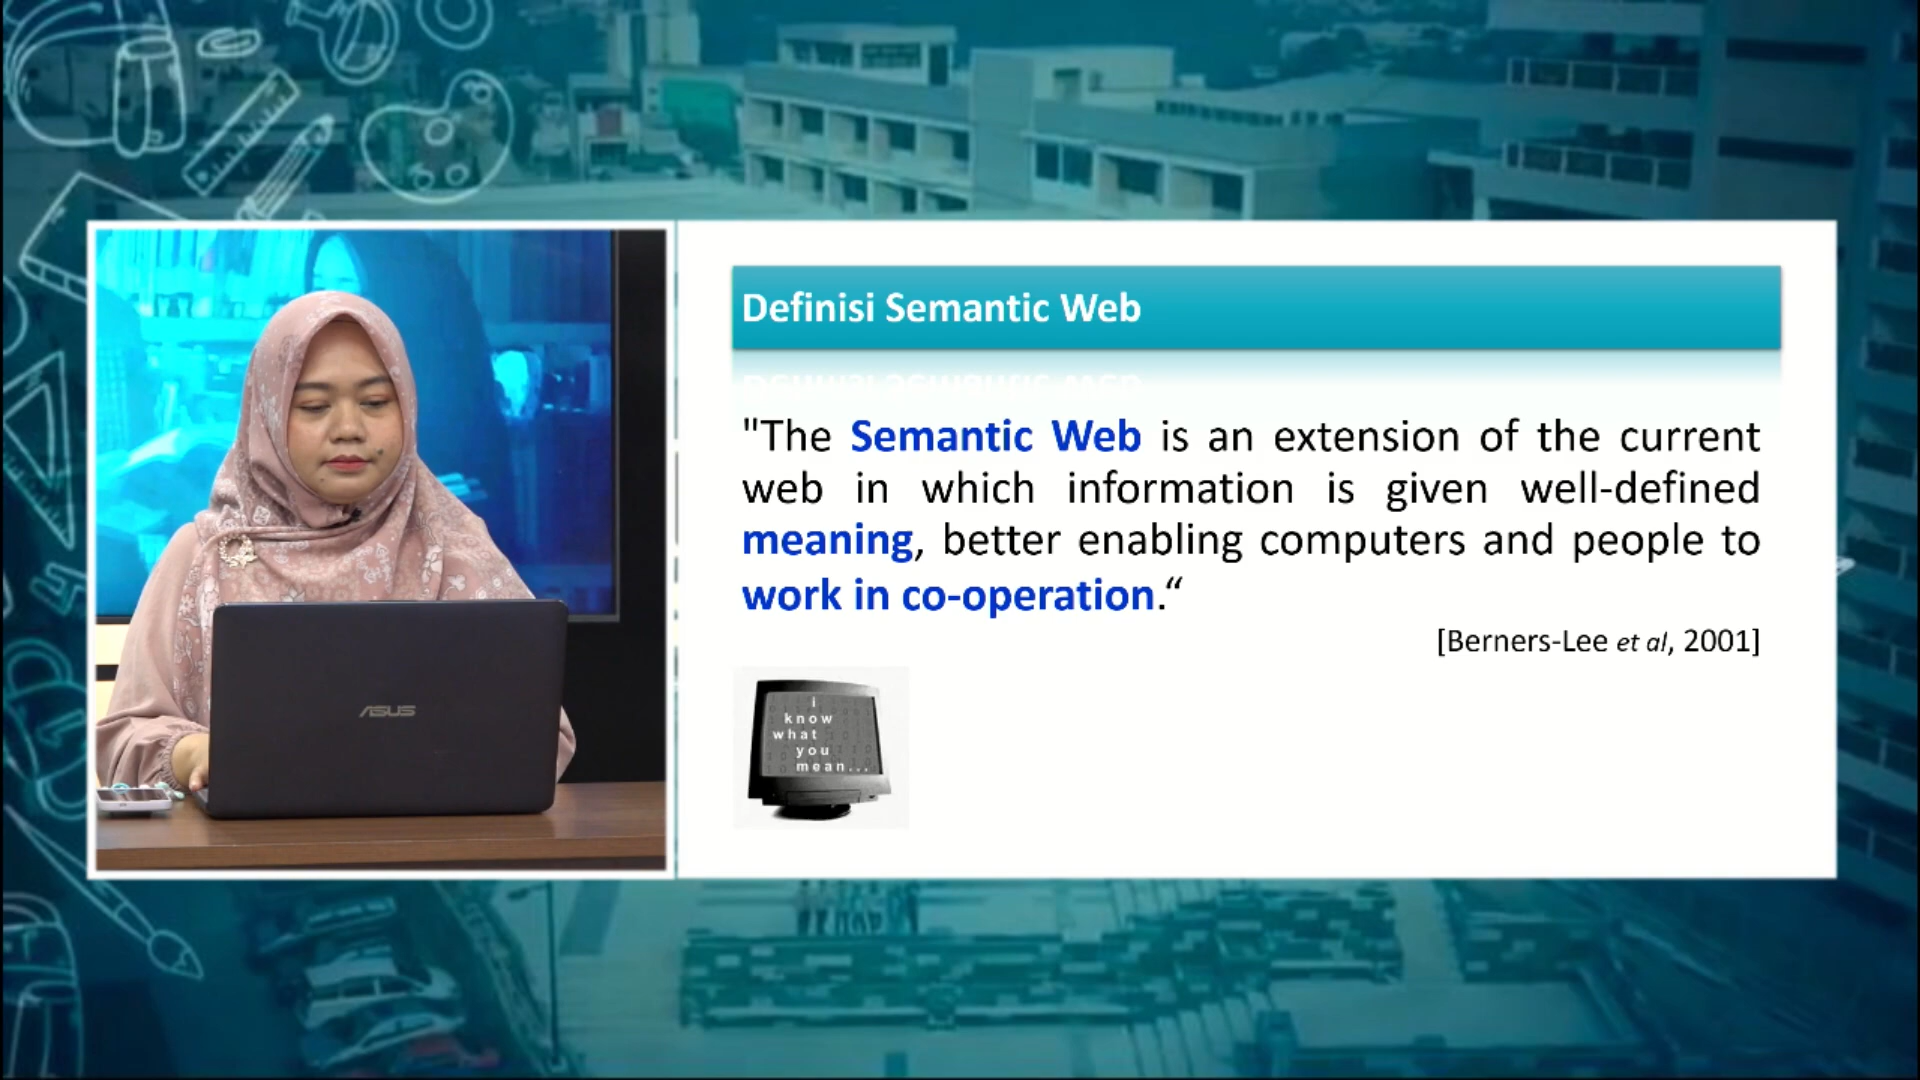 Definisi Semantic Web
"The Semantic Web is an extension of the current
web in which information is given well-defined
meaning, better enabling computers and people to
work in co-operation.“
[Berners-Lee et al, 2001]
i
know
what
you
mean...
ASUS